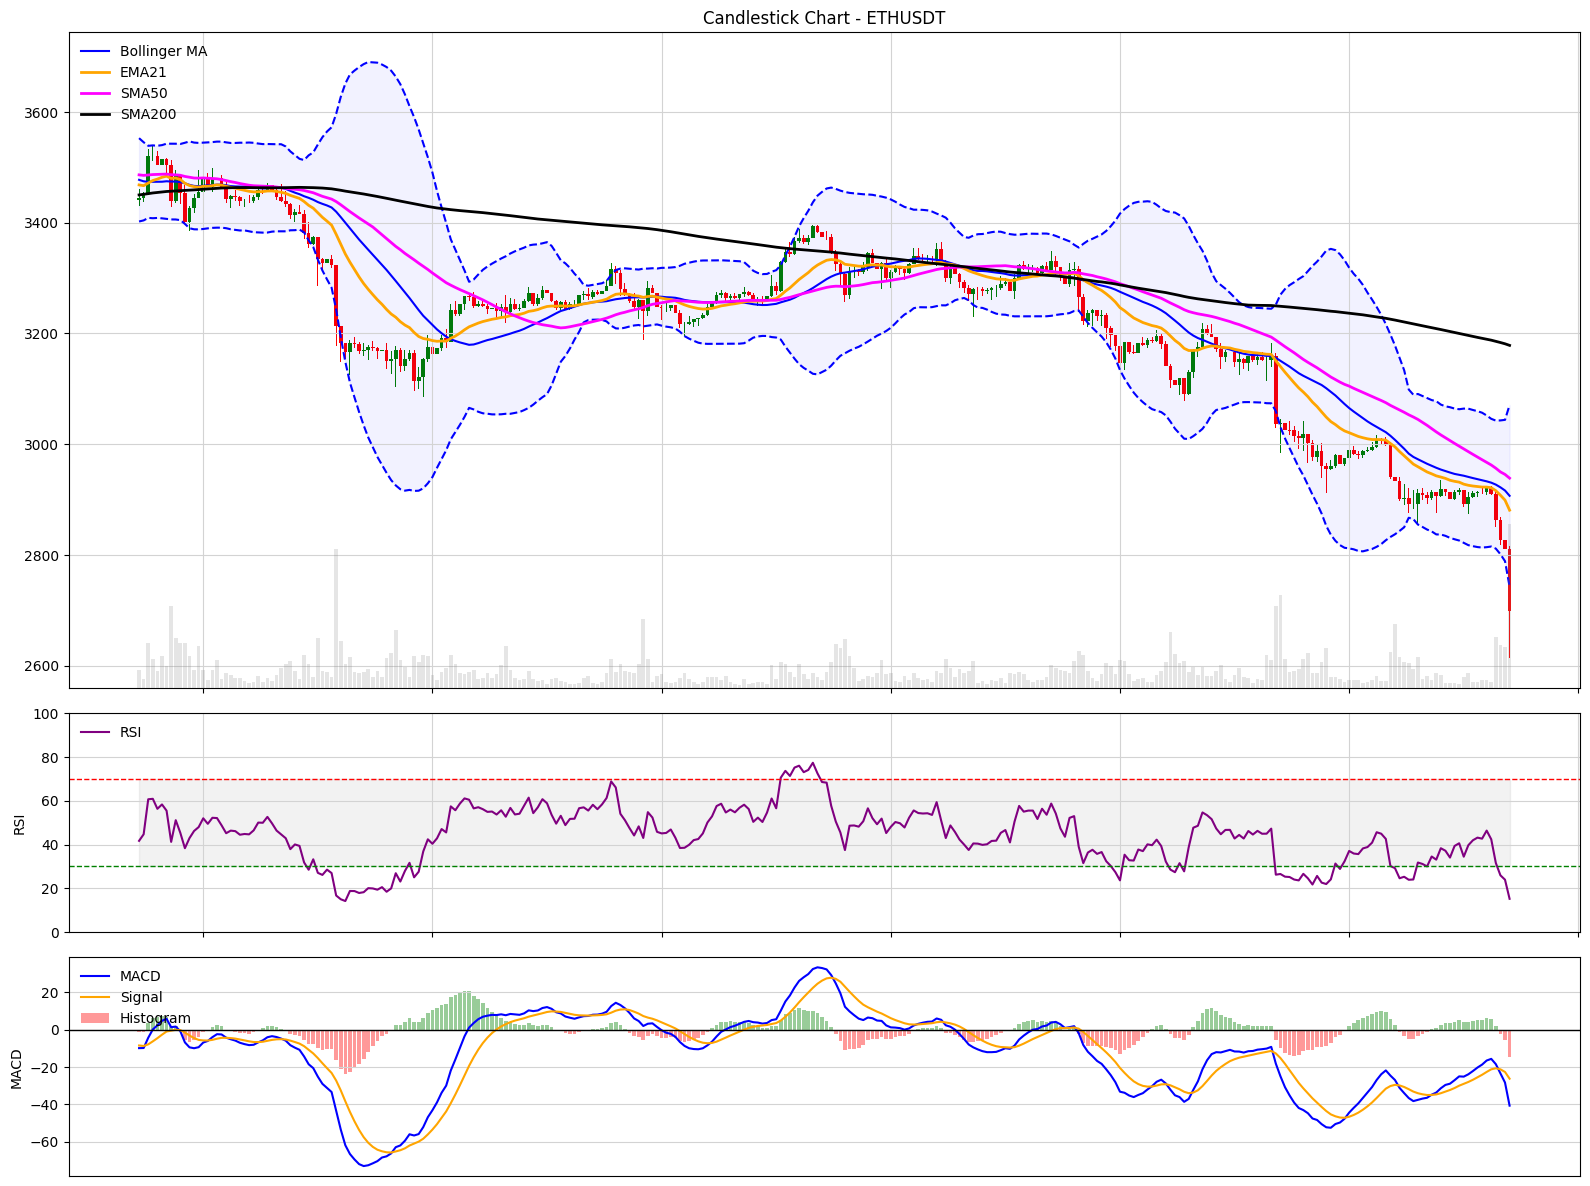 Candlestick Chart - ETHUSDT
Bollinger MA
EMA21
SMA50
SMA200
3600
3400
3200
3000
2800
2600
RSI
100
80
60
40
20
0
RSI
MACD
Signal
Histogram
20
0
−20
−40
−60
MACD